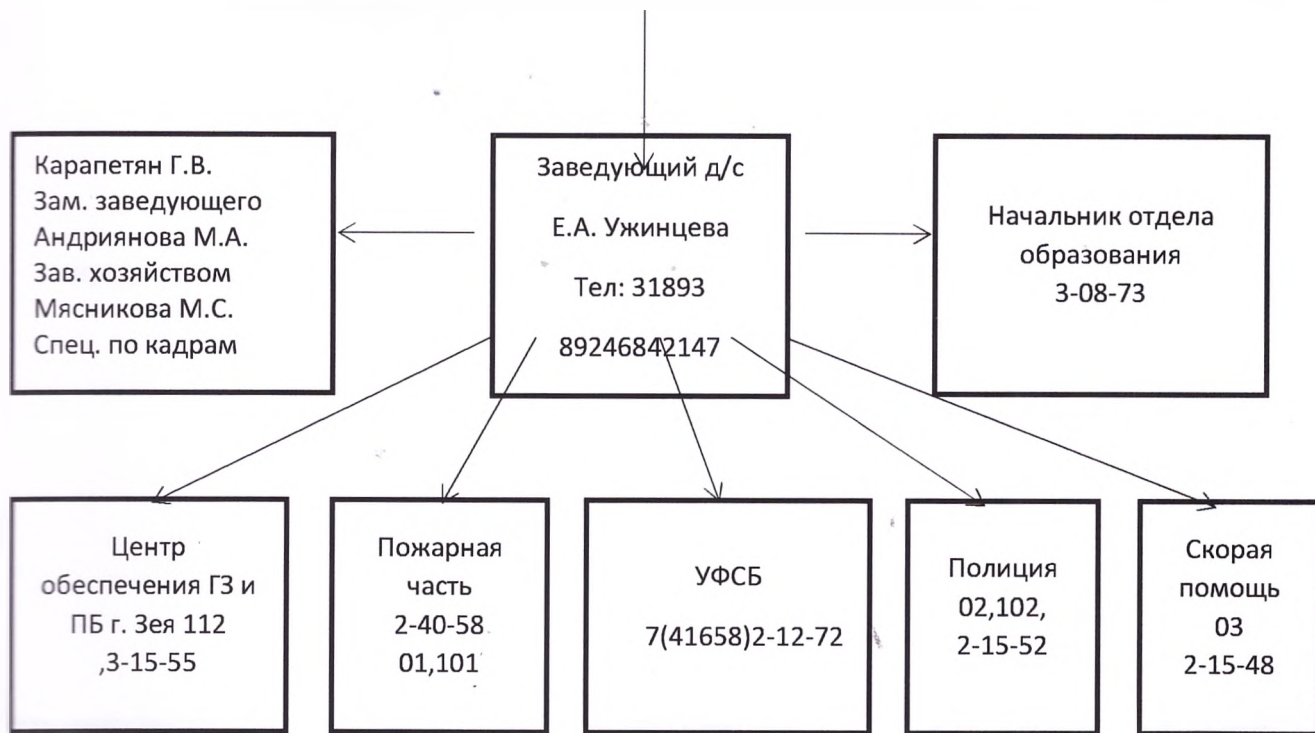 Карапетян Г.В.
Зам. заведующего
Андриянова М.А.
Зав. хозяйством
Мясникова М.С.
Спец. по кадрам
Заведующий д/с
Е.А. Ужинцева
Тел: 31893
89246842147
Начальник отдела
образования
3-08-73
Центр
обеспечения ГЗ и
ПБ г. Зея 112
,3-15-55
Пожарная
часть
2-40-58
01,101
УФСБ
7(41658)2-12-72
Полиция
02,102,
2-15-52
Скорая
помощь
03
2-15-48